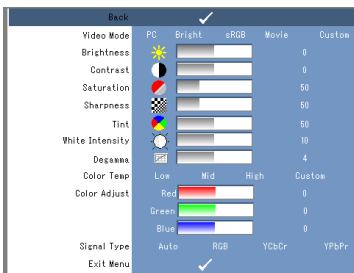 Back
Video Mode PC Bright sRGB Movie Custom
Brightness 0
Contrast 0
Saturation 50
Sharpness 50
Tint 0
White Intensity 10
Degamma 4
Color Temp Low Mid High Custom
Color Adjust Red 0
Green 0
Blue 0
Signal Type Auto RGB YCbCr YPbPr
Exit Menu